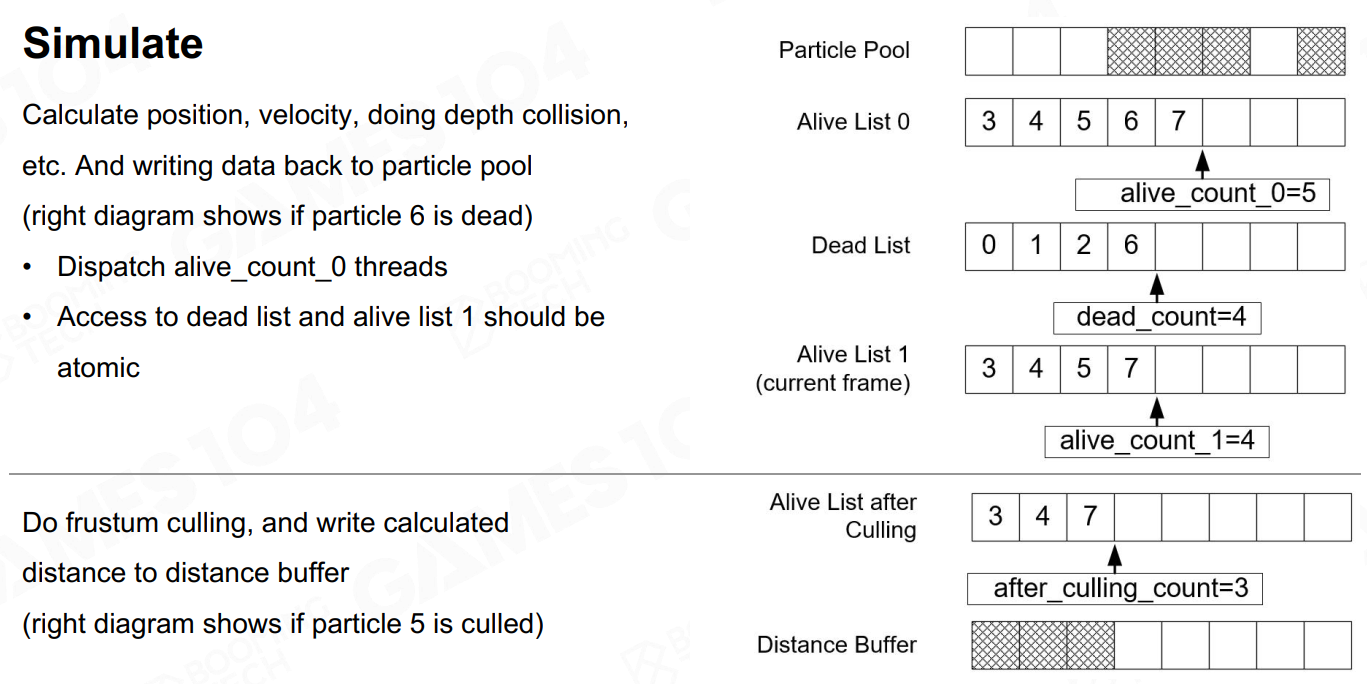 Simulate
Calculate position, velocity, doing depth collision,
etc. And writing data back to particle pool
(right diagram shows if particle 6 is dead)
• Dispatch alive_count_0 threads
• Access to dead list and alive list 1 should be
atomic
Particle Pool
Alive List 0
3 4 5 6 7
alive_count_0=5
Dead List
0 1 2 6
dead_count=4
Alive List 1
(current frame)
3 4 5 7
alive_count_1=4
Do frustum culling, and write calculated
distance to distance buffer
(right diagram shows if particle 5 is culled)
Alive List after
Culling
3 4 7
after_culling_count=3
Distance Buffer
GAMES104
BOOMING
TECH